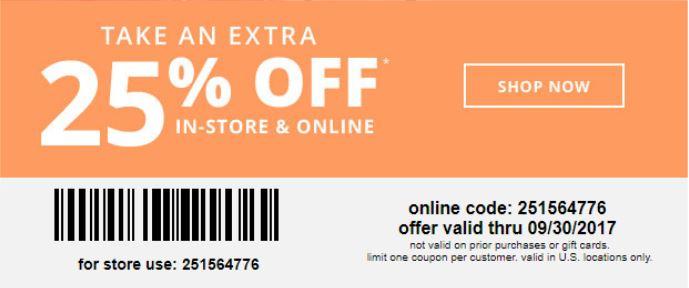 TAKE AN EXTRA
25% OFF*
IN-STORE & ONLINE
SHOP NOW
for store use: 251564776
online code: 251564776
offer valid thru 09/30/2017
not valid on prior purchases or gift cards.
limit one coupon per customer. valid in U.S. locations only.